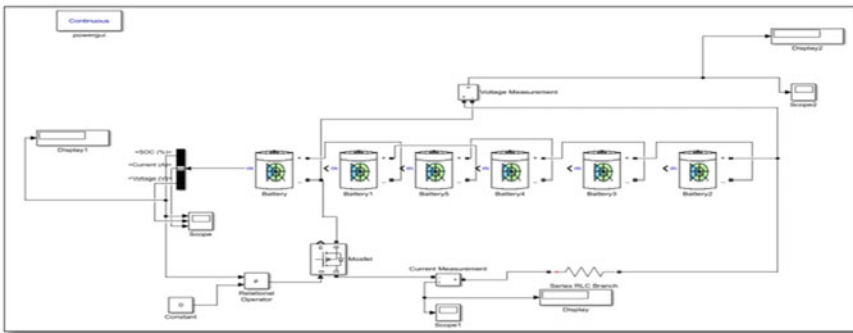 Continuous
powergui
Display2
Voltage Measurement
Scope2
Display1
<SOC (%)>
<Current (A)>
<Voltage (V)>
Battery
Battery1
Battery5
Battery4
Battery3
Battery2
Scope
Mosfet
Current Measurement
Relational
Operator
Series RLC Branch
Display
Constant
Scope1